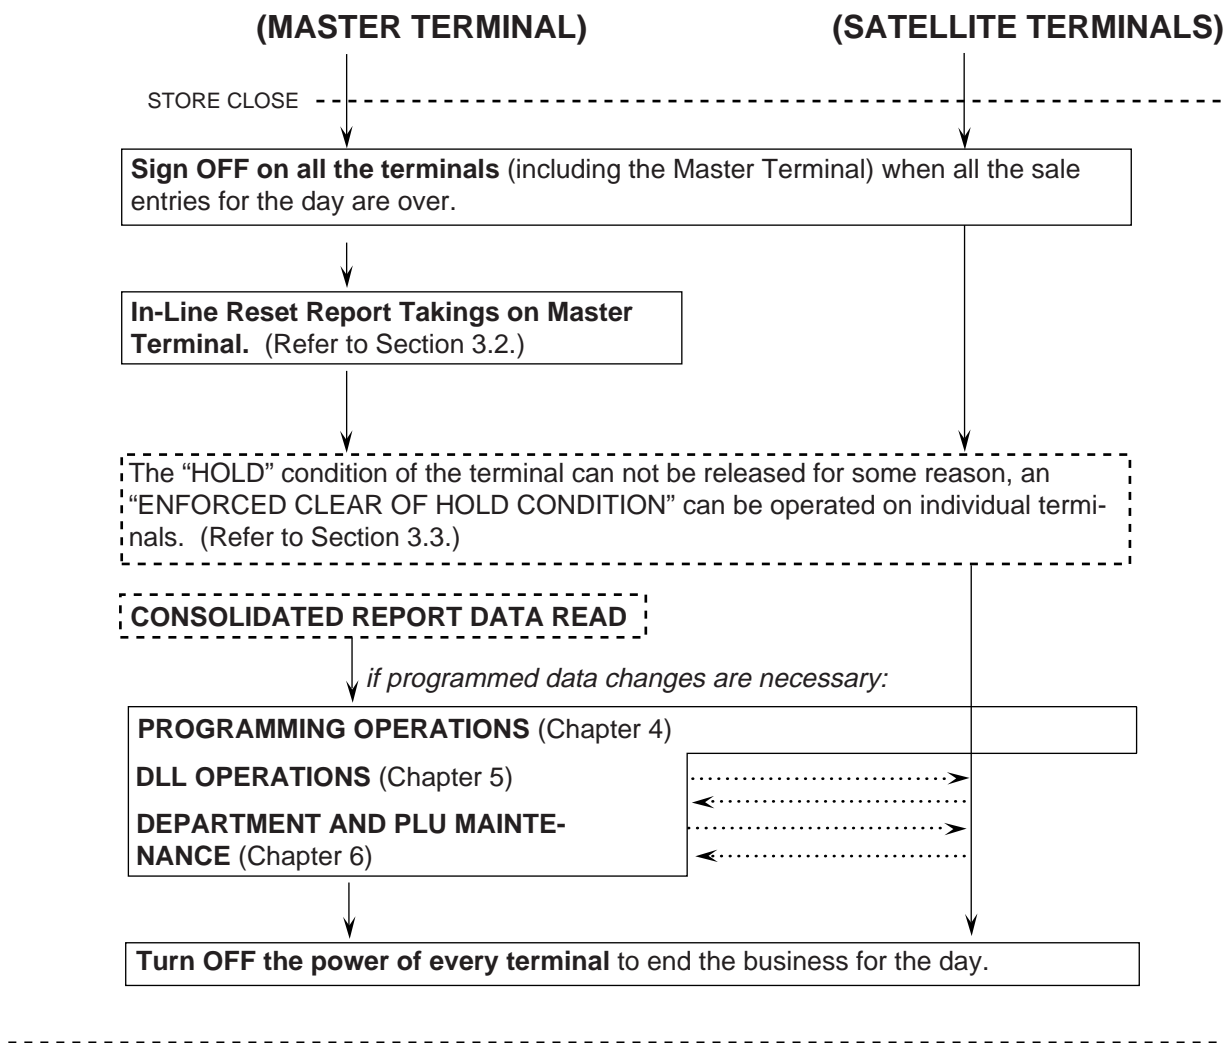 (MASTER TERMINAL) (SATELLITE TERMINALS)
STORE CLOSE
Sign OFF on all the terminals (including the Master Terminal) when all the sale
entries for the day are over.
In-Line Reset Report Takings on Master
Terminal. (Refer to Section 3.2.)
The “HOLD” condition of the terminal can not be released for some reason, an
“ENFORCED CLEAR OF HOLD CONDITION” can be operated on individual termi-
nals. (Refer to Section 3.3.)
CONSOLIDATED REPORT DATA READ
if programmed data changes are necessary:
PROGRAMMING OPERATIONS (Chapter 4)
DLL OPERATIONS (Chapter 5)
DEPARTMENT AND PLU MAINTE-
NANCE (Chapter 6)
Turn OFF the power of every terminal to end the business for the day.